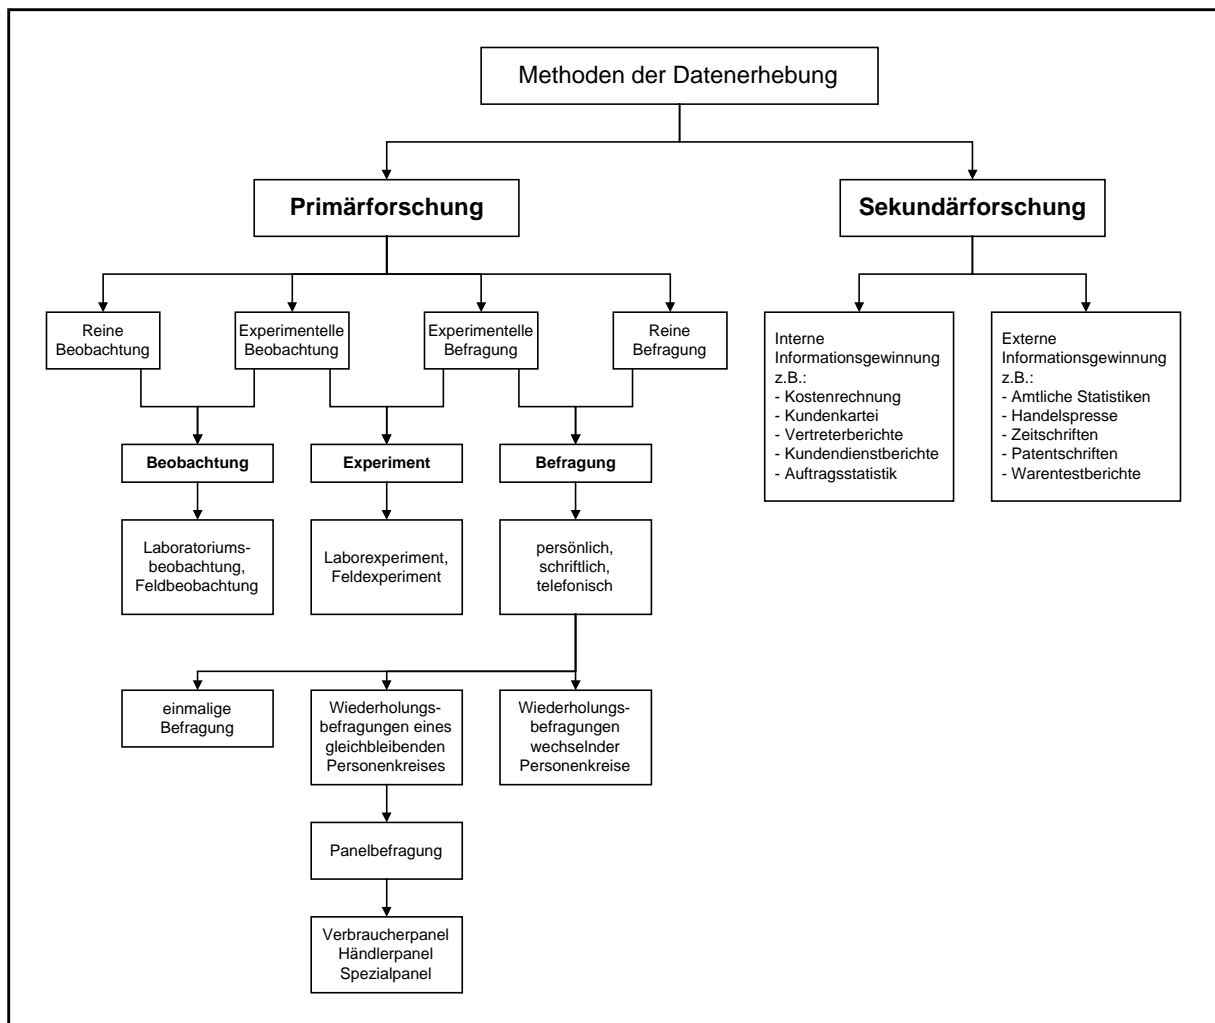 Methoden der Datenerhebung
Primärforschung
Sekundärforschung
Reine
Beobachtung
Experimentelle
Beobachtung
Experimentelle
Befragung
Reine
Befragung
Interne
Informationsgewinnung
z.B.:
- Kostenrechnung
- Kundenkartei
- Vertreterberichte
- Kundendienstberichte
- Auftragsstatistik
Externe
Informationsgewinnung
z.B.:
- Amtliche Statistiken
- Handelspresse
- Zeitschriften
- Patentschriften
- Warentestberichte
Beobachtung
Experiment
Befragung
Laboratoriums-
beobachtung,
Feldbeobachtung
Laborexperiment,
Feldexperiment
persönlich,
schriftlich,
telefonisch
einmalige
Befragung
Wiederholungs-
befragungen eines
gleichbleibenden
Personenkreises
Wiederholungs-
befragungen
wechselnder
Personenkreise
Panelbefragung
Verbraucherpanel
Händlerpanel
Spezialpanel